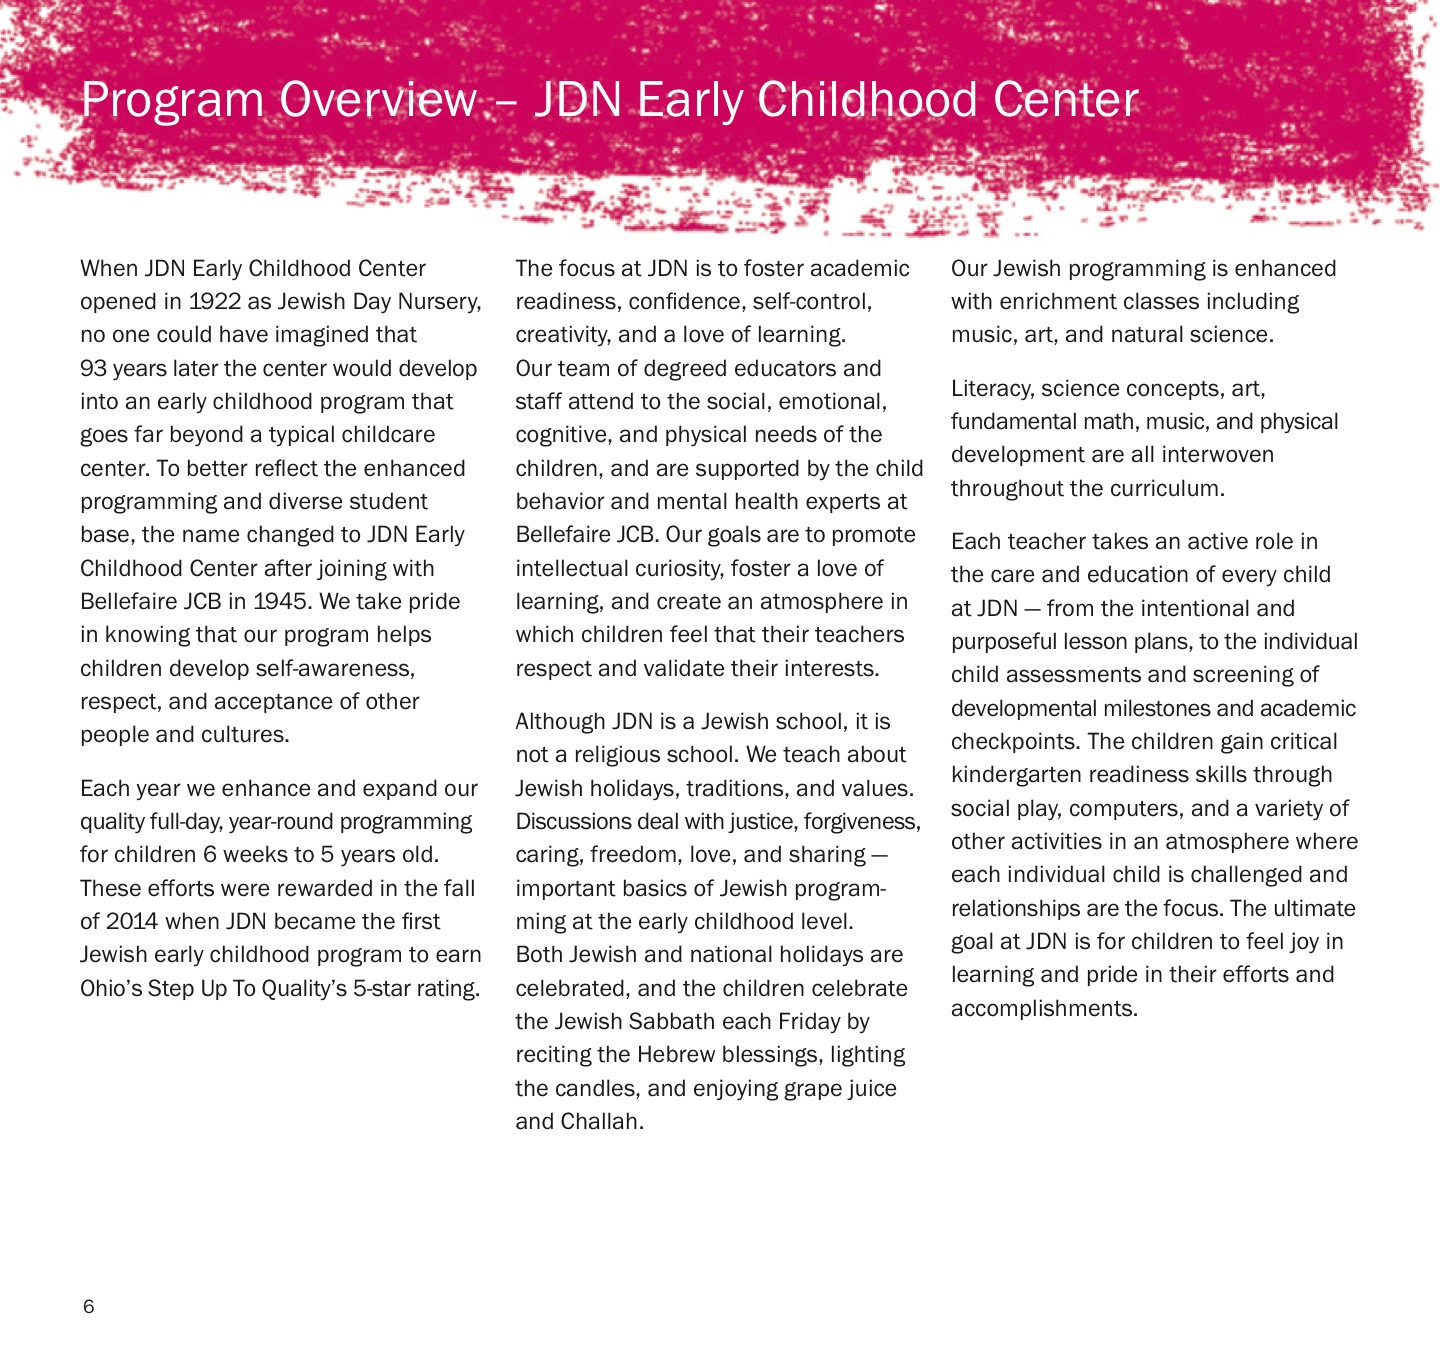 Program Overview – JDN Early Childhood Center
When JDN Early Childhood Center
opened in 1922 as Jewish Day Nursery,
no one could have imagined that
93 years later the center would develop
into an early childhood program that
goes far beyond a typical childcare
center. To better reflect the enhanced
programming and diverse student
base, the name changed to JDN Early
Childhood Center after joining with
Bellefaire JCB in 1945. We take pride
in knowing that our program helps
children develop self-awareness,
respect, and acceptance of other
people and cultures.
Each year we enhance and expand our
quality full-day, year-round programming
for children 6 weeks to 5 years old.
These efforts were rewarded in the fall
of 2014 when JDN became the first
Jewish early childhood program to earn
Ohio’s Step Up To Quality’s 5-star rating.
The focus at JDN is to foster academic
readiness, confidence, self-control,
creativity, and a love of learning.
Our team of degreed educators and
staff attend to the social, emotional,
cognitive, and physical needs of the
children, and are supported by the child
behavior and mental health experts at
Bellefaire JCB. Our goals are to promote
intellectual curiosity, foster a love of
learning, and create an atmosphere in
which children feel that their teachers
respect and validate their interests.
Although JDN is a Jewish school, it is
not a religious school. We teach about
Jewish holidays, traditions, and values.
Discussions deal with justice, forgiveness,
caring, freedom, love, and sharing —
important basics of Jewish program-
ming at the early childhood level.
Both Jewish and national holidays are
celebrated, and the children celebrate
the Jewish Sabbath each Friday by
reciting the Hebrew blessings, lighting
the candles, and enjoying grape juice
and Challah.
Our Jewish programming is enhanced
with enrichment classes including
music, art, and natural science.
Literacy, science concepts, art,
fundamental math, music, and physical
development are all interwoven
throughout the curriculum.
Each teacher takes an active role in
the care and education of every child
at JDN — from the intentional and
purposeful lesson plans, to the individual
child assessments and screening of
developmental milestones and academic
checkpoints. The children gain critical
kindergarten readiness skills through
social play, computers, and a variety of
other activities in an atmosphere where
each individual child is challenged and
relationships are the focus. The ultimate
goal at JDN is for children to feel joy in
learning and pride in their efforts and
accomplishments.
6